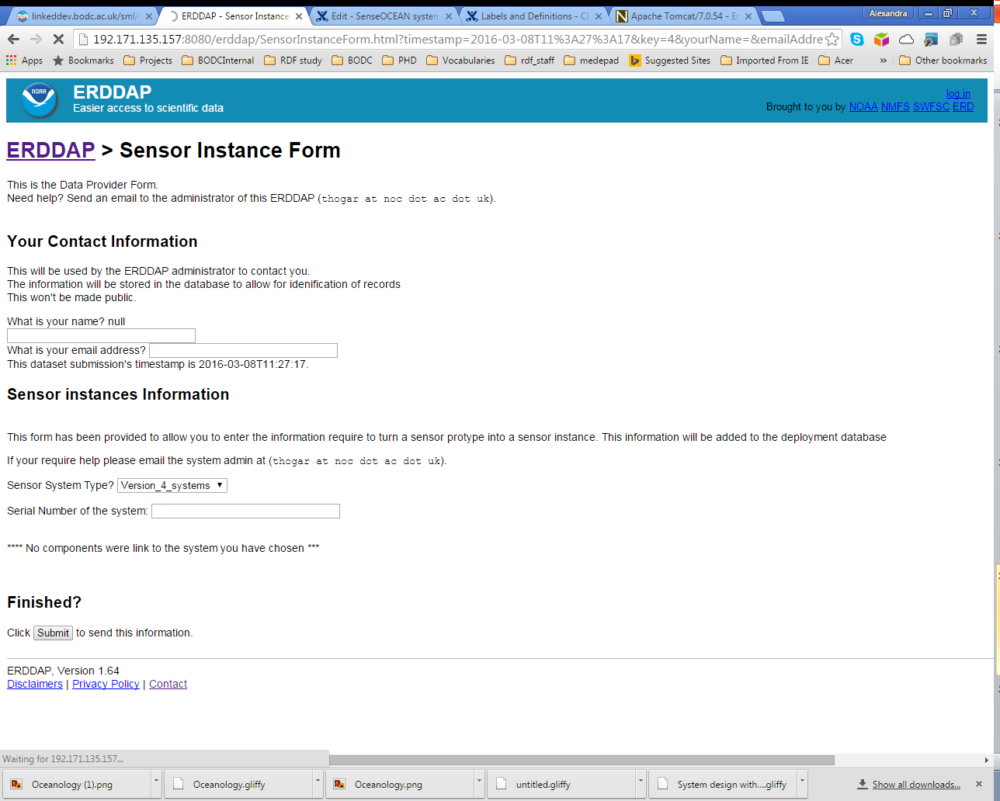 linkeddev.bodc.ac.uk/sml/
ERDDAP - Sensor Instance
Edit - SenseOCEAN system
Labels and Definitions - CE
Apache Tomcat/7.0.54 - Er
Alexandra
192.171.135.157:8080/erddap/SensorInstanceForm.html?timestamp=2016-03-08T11%3A27%3A17&key=4&yourName=&emailAddre
Apps Bookmarks Projects BODCInternal RDF study BODC PHD Vocabularies rdf_staff medepad Suggested Sites Imported From IE Acer » Other bookmarks
NOAA
ERDDAP
Easier access to scientific data
log in
Brought to you by NOAA NMFS SWFSC ERD
ERDDAP > Sensor Instance Form
This is the Data Provider Form.
Need help? Send an email to the administrator of this ERDDAP (thogar at noc dot ac dot uk).
Your Contact Information
This will be used by the ERDDAP administrator to contact you.
The information will be stored in the database to allow for idenification of records
This won't be made public.
What is your name? null
What is your email address?
This dataset submission's timestamp is 2016-03-08T11:27:17.
Sensor instances Information
This form has been provided to allow you to enter the information require to turn a sensor protype into a sensor instance. This information will be added to the deployment database
If your require help please email the system admin at (thogar at noc dot ac dot uk).
Sensor System Type? Version_4_systems
Serial Number of the system:
**** No components were link to the system you have chosen ***
Finished?
Click Submit to send this information.
ERDDAP, Version 1.64
Disclaimers | Privacy Policy | Contact
Waiting for 192.171.135.157...
Oceanology (1).png
Oceanology.gliffy
Oceanology.png
untitled.gliffy
System design with....gliffy
Show all downloads...